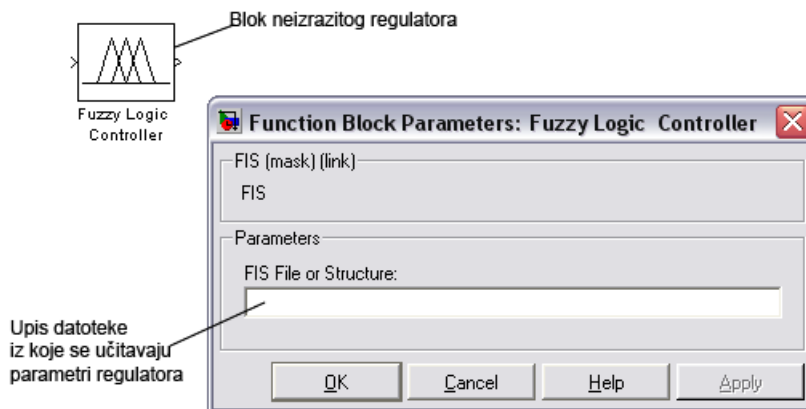 Blok neizrazitog regulatora
Fuzzy Logic
Controller
Function Block Parameters: Fuzzy Logic Controller
FIS (mask) (link)
FIS
Parameters
FIS File or Structure:
Upis datoteke
iz koje se učitavaju
parametri regulatora
OK
Cancel
Help
Apply